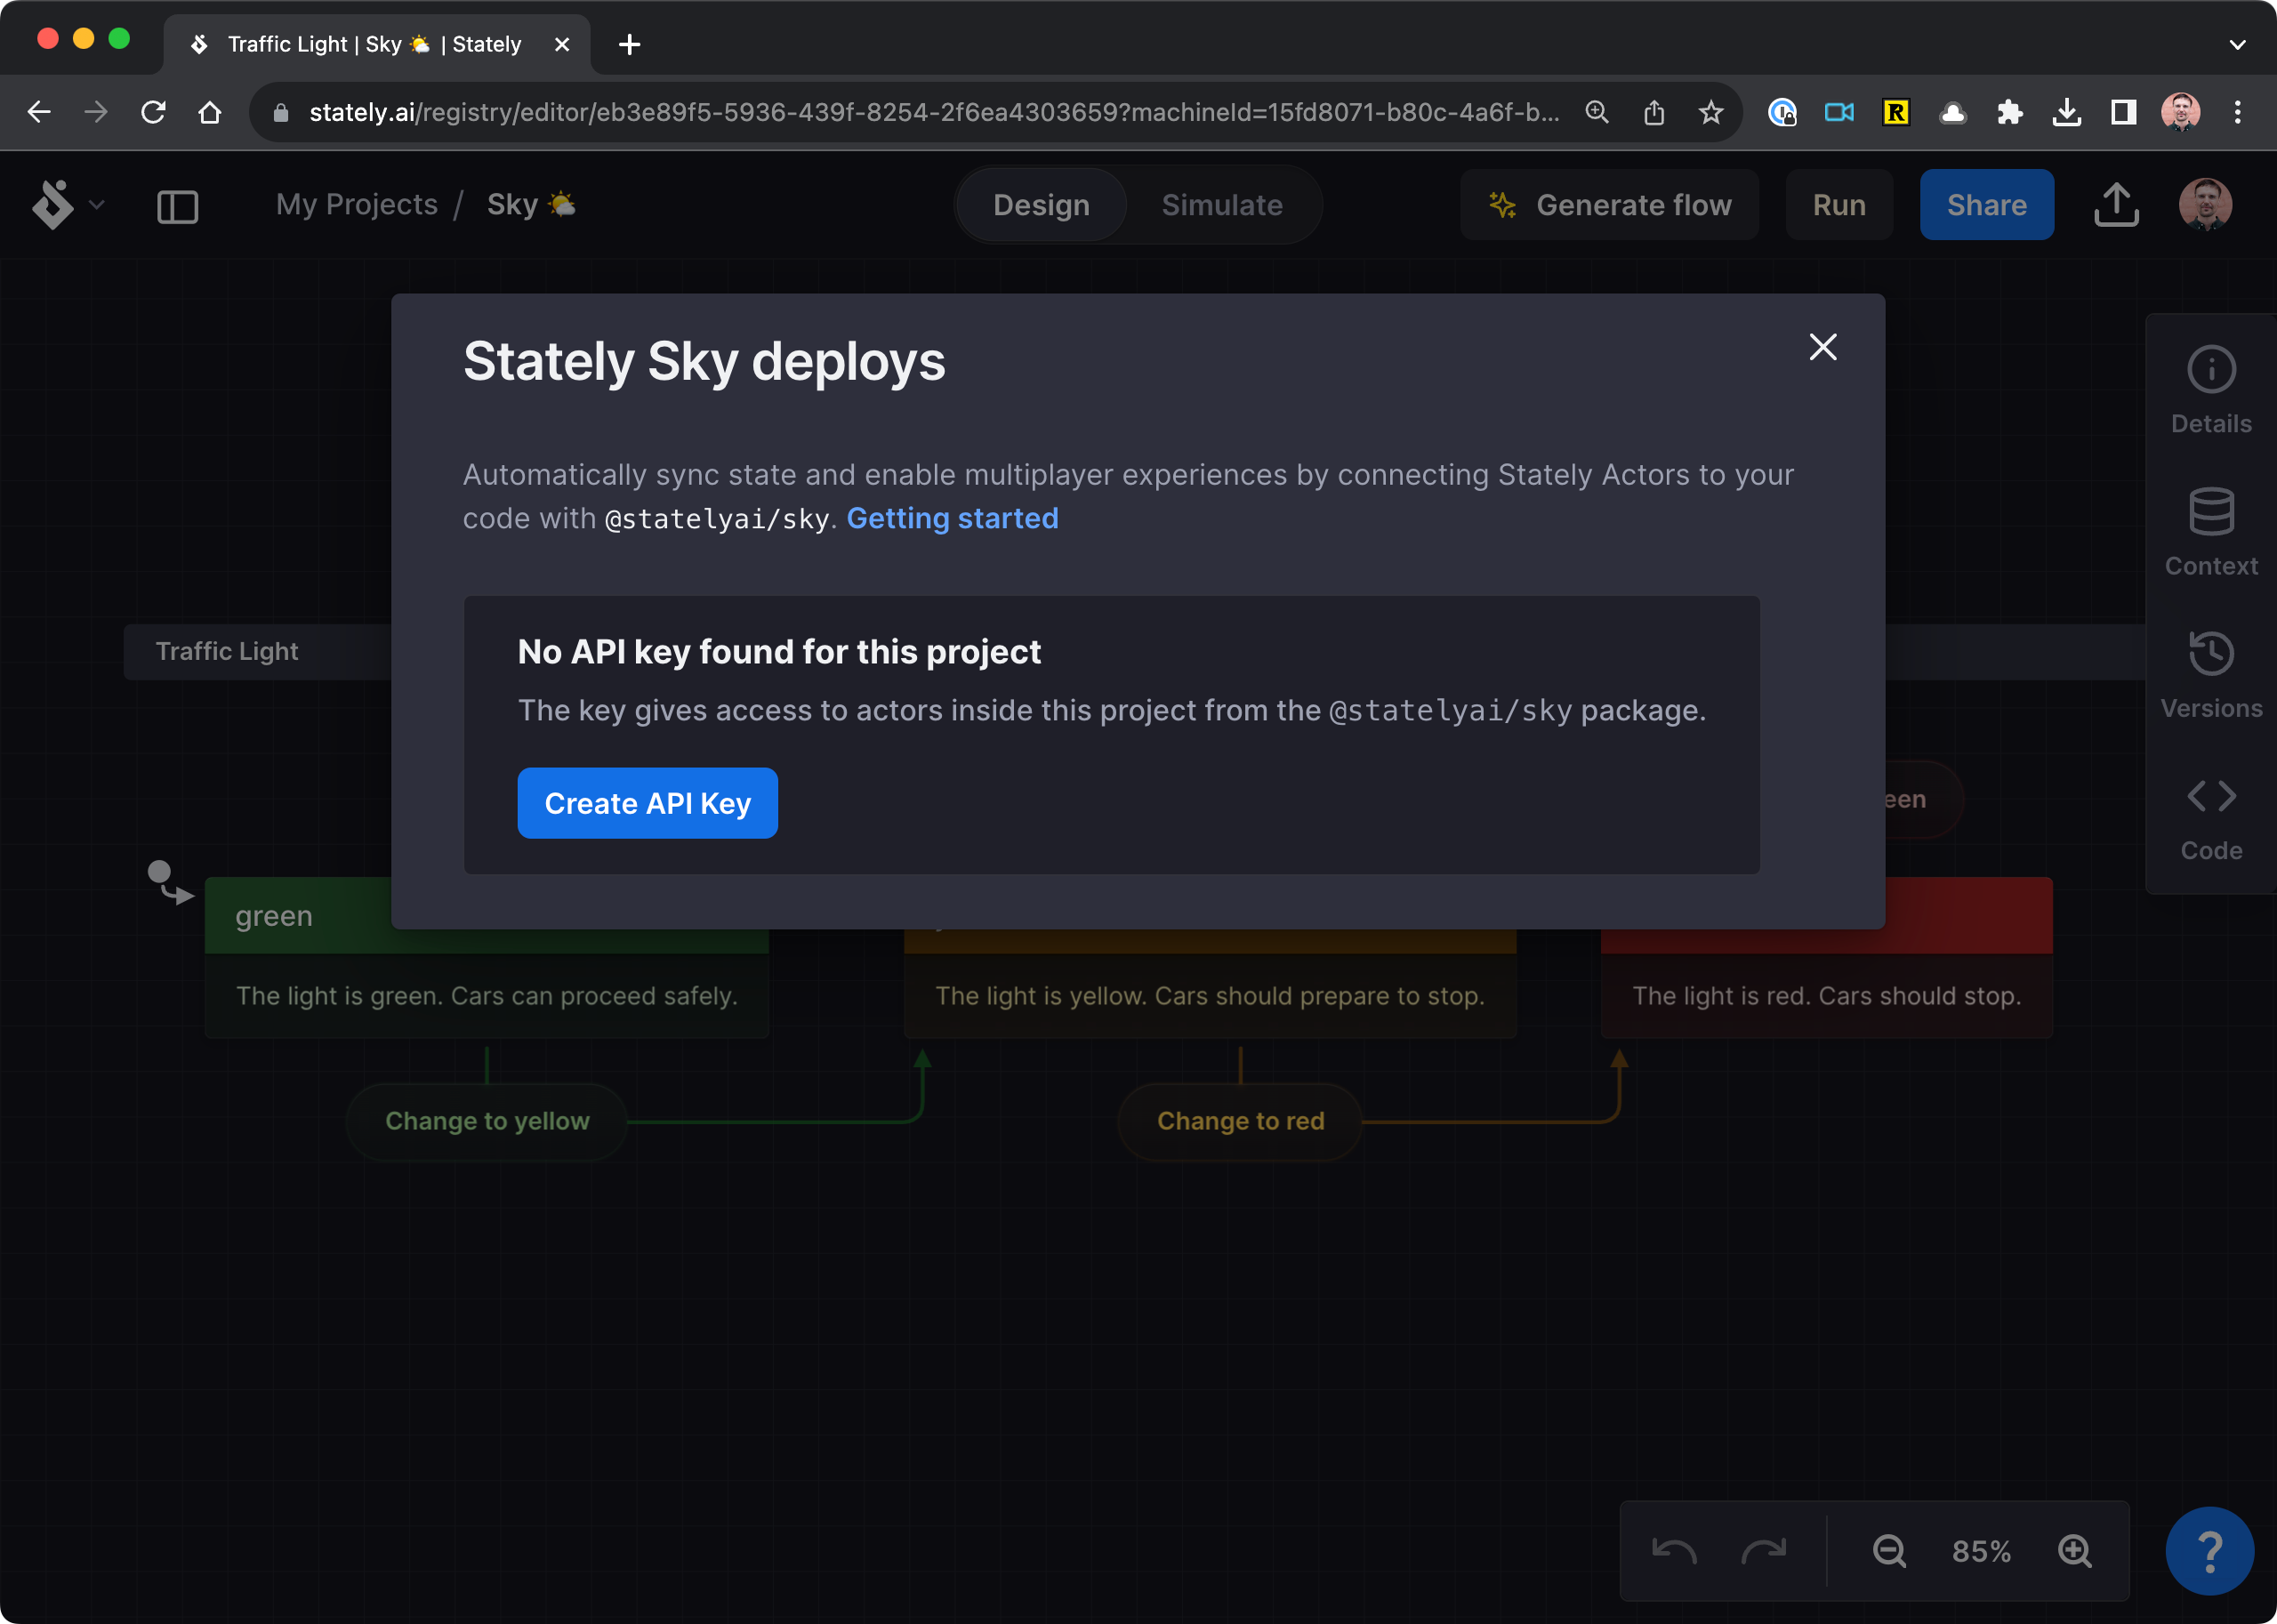 Traffic Light | Sky 🌤️ | Stately
stately.ai/registry/editor/eb3e89f5-5936-439f-8254-2f6ea4303659?machineId=15fd8071-b80c-4a6f-b...
My Projects / Sky 🌤️
Design
Simulate
Generate flow
Run
Share
Stately Sky deploys
Automatically sync state and enable multiplayer experiences by connecting Stately Actors to your
code with @statelyai/sky. Getting started
No API key found for this project
The key gives access to actors inside this project from the @statelyai/sky package.
Create API Key
Details
Context
Versions
Code
Traffic Light
een
green
The light is green. Cars can proceed safely.
The light is yellow. Cars should prepare to stop.
The light is red. Cars should stop.
Change to yellow
Change to red
85%
?